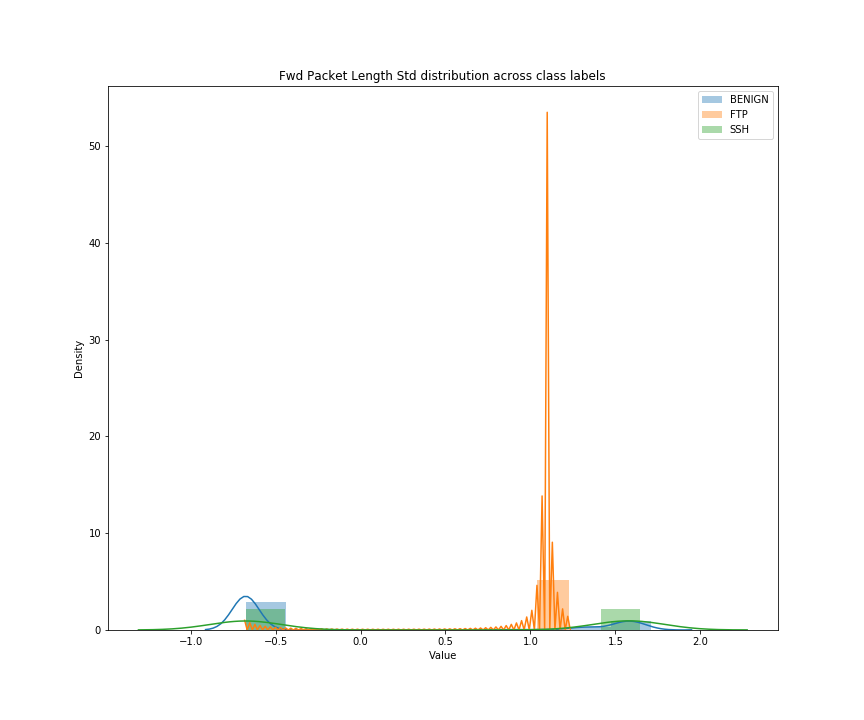 Fwd Packet Length Std distribution across class labels
BENIGN
FTP
SSH
50
40
30
20
10
0
Density
−1.0
−0.5
0.0
0.5
1.0
1.5
2.0
Value